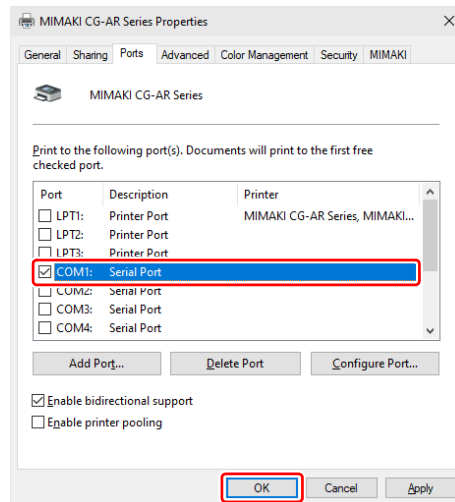 MIMAKI CG-AR Series Properties
General Sharing Ports Advanced Color Management Security MIMAKI
MIMAKI CG-AR Series
Print to the following port(s). Documents will print to the first free
checked port.
Port Description Printer
LPT1: Printer Port MIMAKI CG-AR Series, MIMAKI...
LPT2: Printer Port
LPT3: Printer Port
COM1: Serial Port
COM2: Serial Port
COM3: Serial Port
COM4: Serial Port
Add Port... Delete Port Configure Port...
Enable bidirectional support
Enable printer pooling
OK Cancel Apply